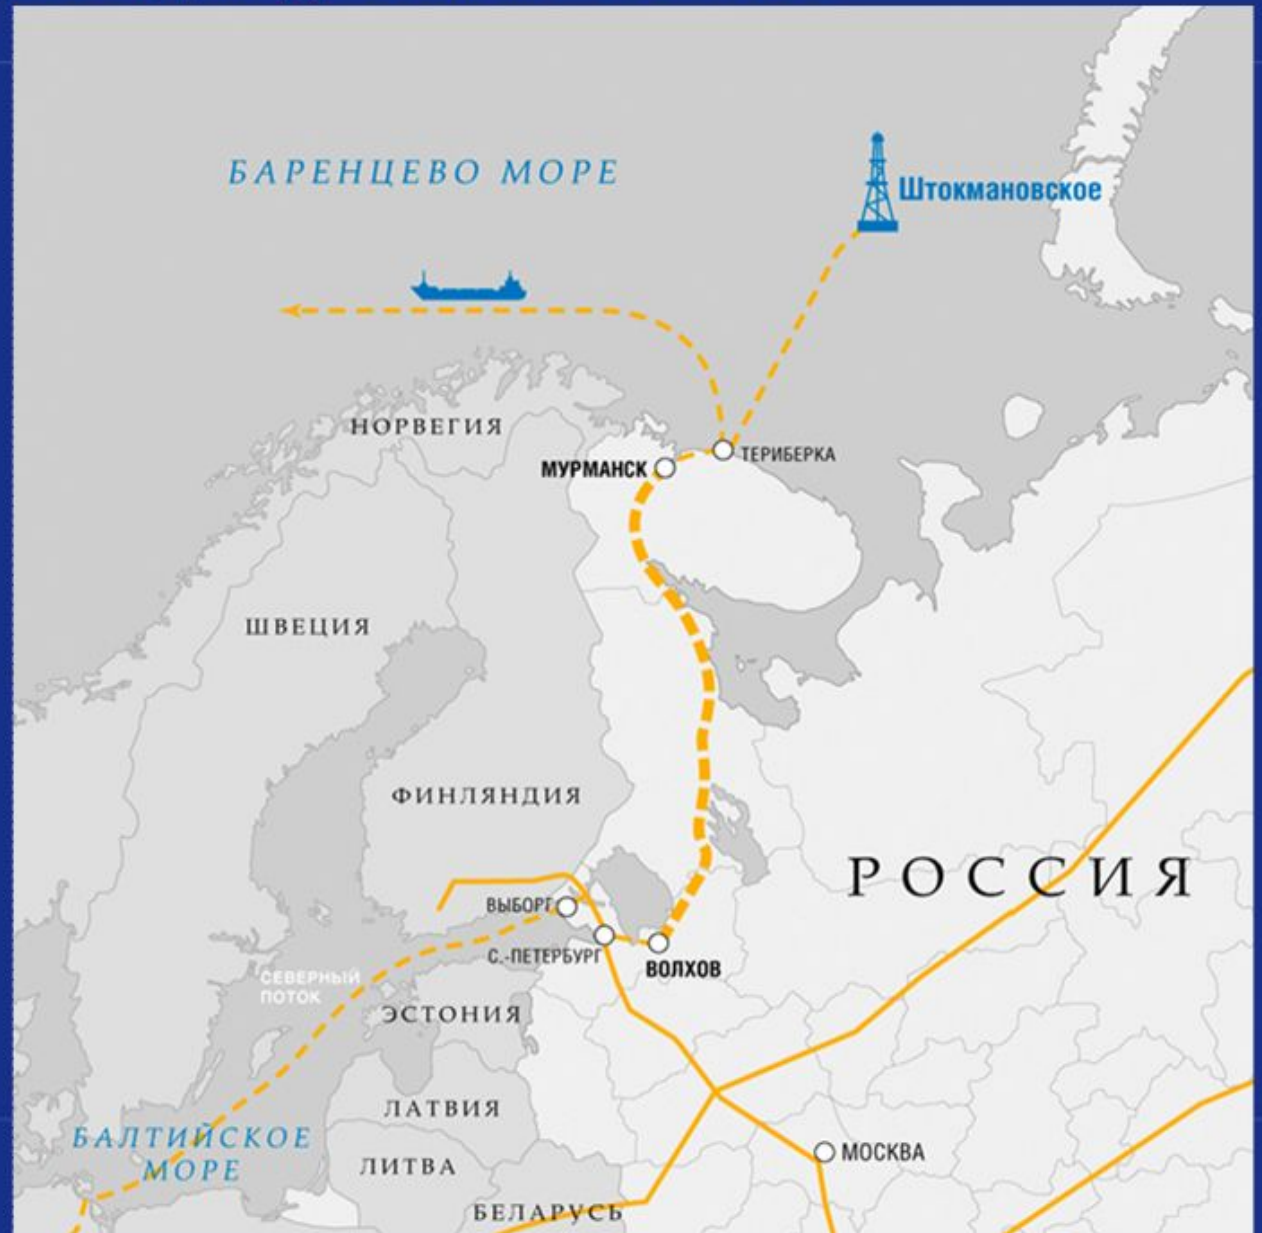 БАРЕНЦЕВО МОРЕ
Штокмановское
НОРВЕГИЯ
ТЕРИБЕРКА
МУРМАНСК
ШВЕЦИЯ
ФИНЛЯНДИЯ
РОССИЯ
ВЫБОРГ
С.-ПЕТЕРБУРГ
ВОЛХОВ
СЕВЕРНЫЙ
ПОТОК
ЭСТОНИЯ
ЛАТВИЯ
БАЛТИЙСКОЕ
МОРЕ
МОСКВА
ЛИТВА
БЕЛАРУСЬ